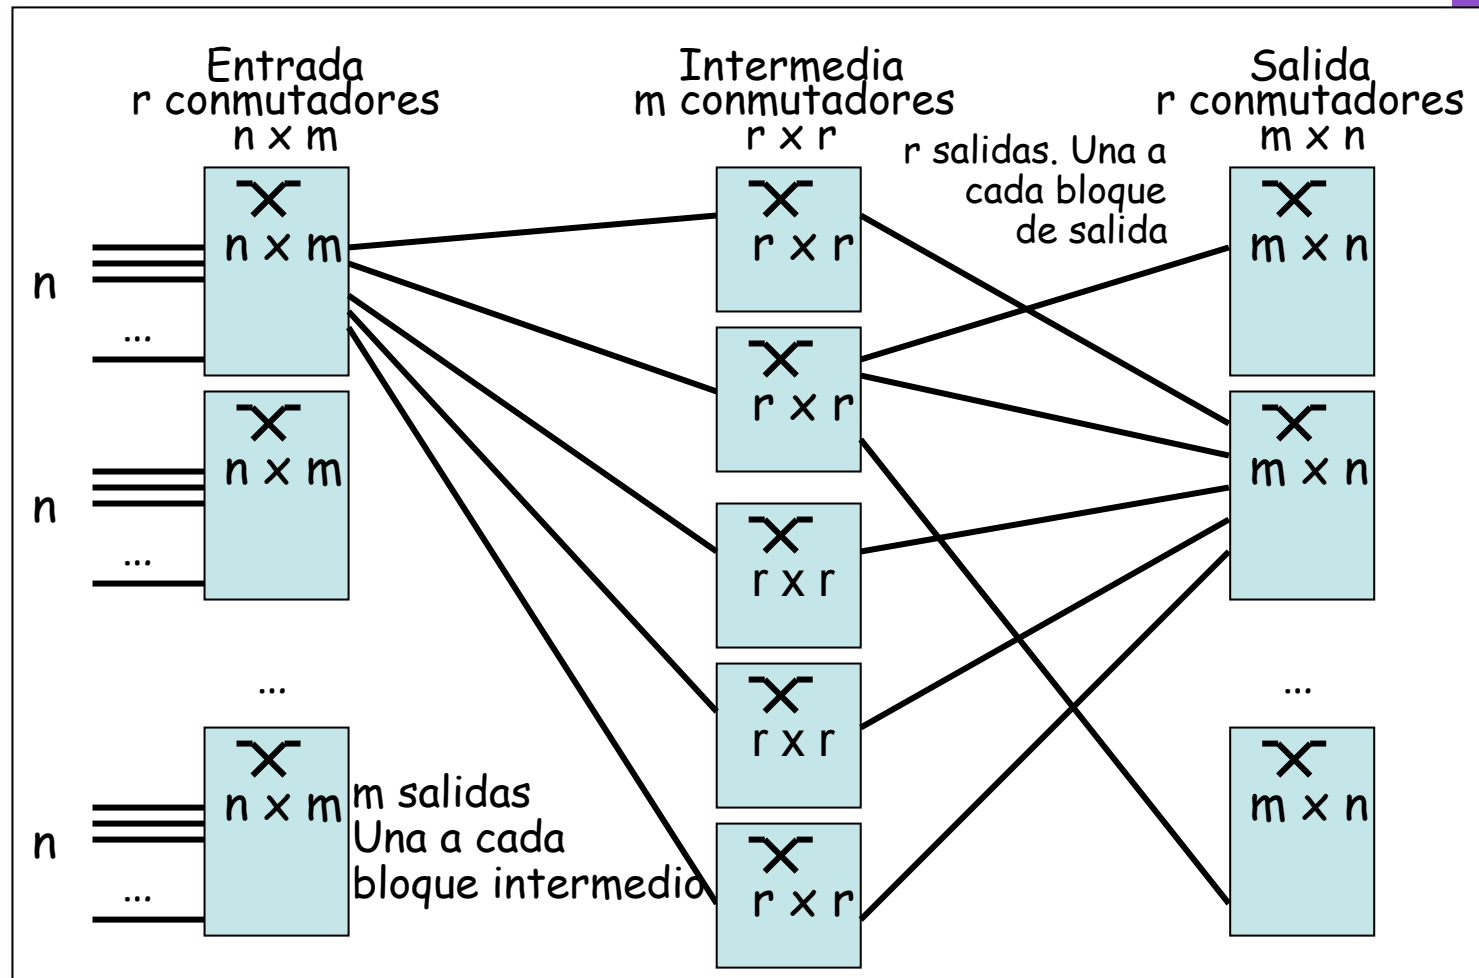 Entrada
r conmutadores
n x m
Intermedia
m conmutadores
r x r
Salida
r conmutadores
m x n
r salidas. Una a
cada bloque
de salida
n
...
n x m
n
...
n x m
...
n
...
n x m
m salidas
Una a cada
bloque intermedio
r x r
r x r
r x r
r x r
r x r
m x n
m x n
...
m x n